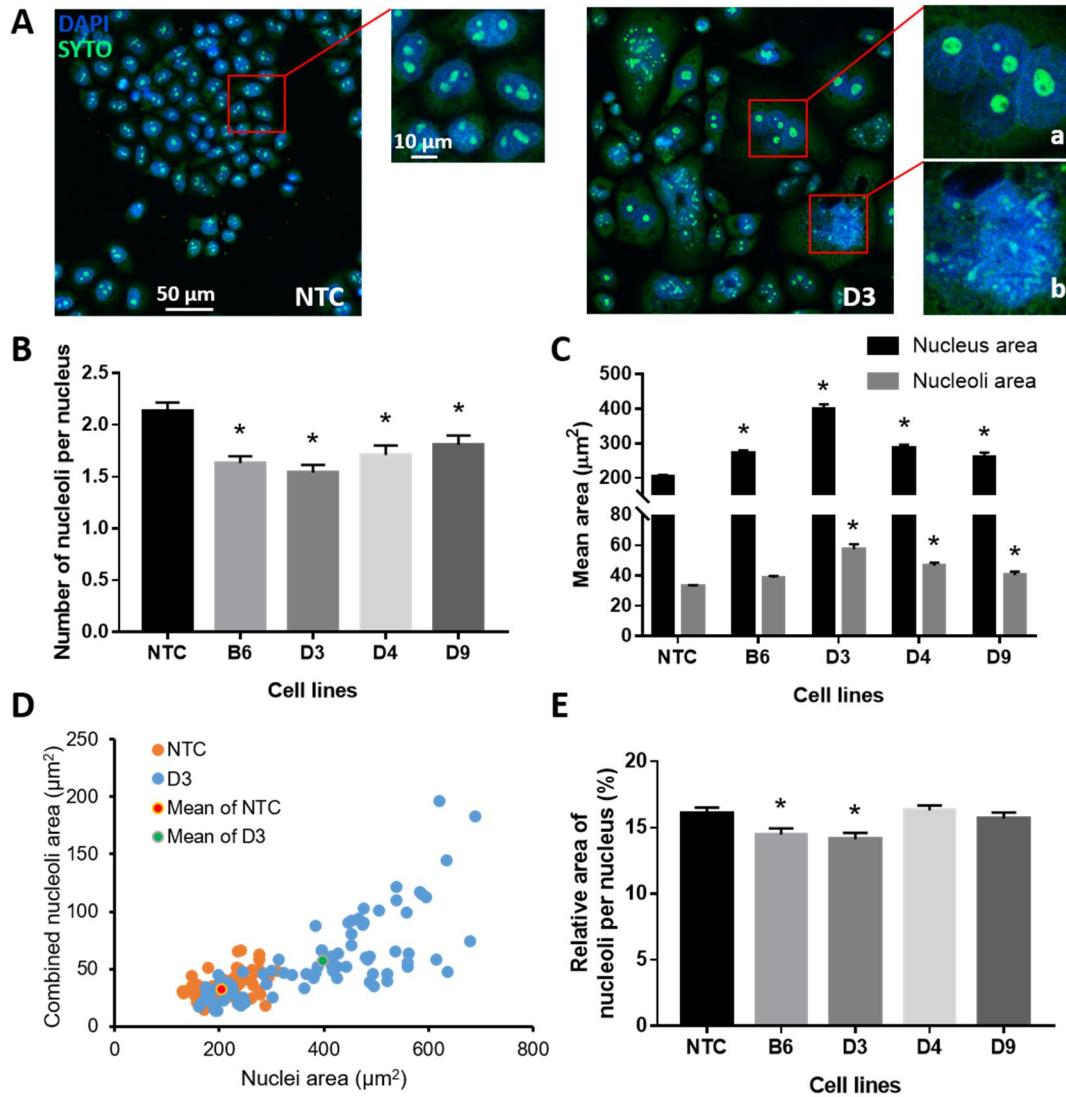 A
DAPI
SYTO
10 μm
50 μm
NTC
D3
a
b
B
Number of nucleoli per nucleus
2.5
2.0
1.5
1.0
0.5
0.0
*
*
*
*
NTC
B6
D3
D4
D9
Cell lines
C
Nucleus area
Nucleoli area
Mean area (μm²)
500
400
300
200
80
60
40
20
0
*
*
*
*
*
*
*
NTC
B6
D3
D4
D9
Cell lines
D
Combined nucleoli area (μm²)
250
200
150
100
50
0
NTC
D3
Mean of NTC
Mean of D3
0
200
400
600
800
Nuclei area (μm²)
E
Relative area of
nucleoli per nucleus (%)
20
15
10
5
0
*
*
NTC
B6
D3
D4
D9
Cell lines